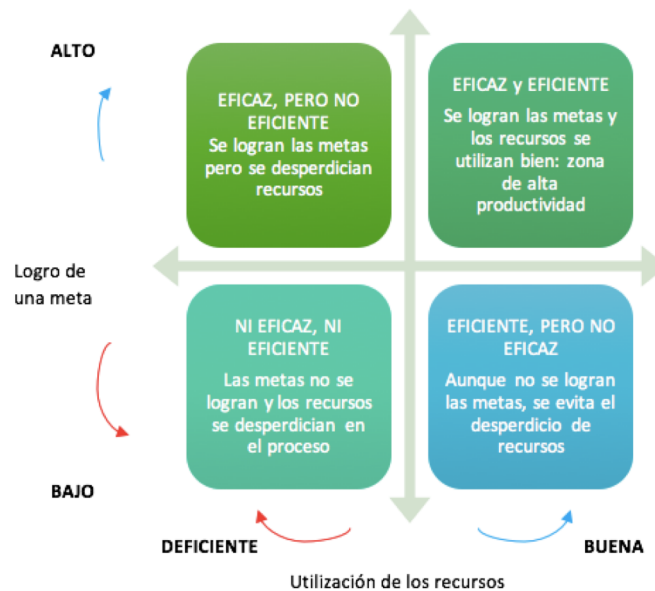 ALTO
EFICAZ, PERO NO
EFICIENTE
Se logran las metas
pero se desperdician
recursos
EFICAZ y EFICIENTE
Se logran las metas y
los recursos se
utilizan bien: zona
de alta
productividad
Logro de
una meta
NI EFICAZ, NI
EFICIENTE
Las metas no se
logran y los recursos
se desperdician en
el proceso
EFICIENTE, PERO NO
EFICAZ
Aunque no se logran
las metas, se evita el
desperdicio de
recursos
BAJO
DEFICIENTE
BUENA
Utilización de los recursos